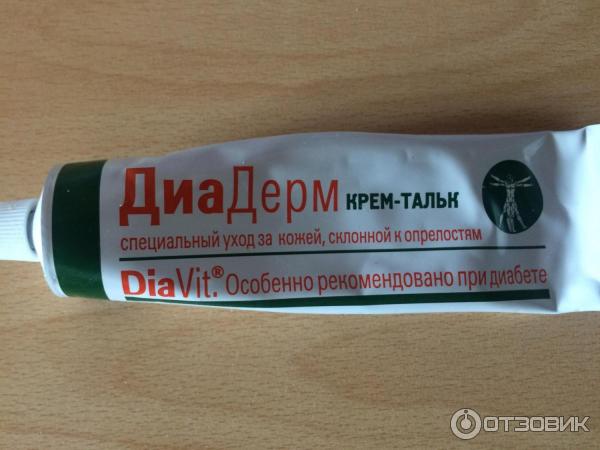 ДиаДерм КРЕМ-ТАЛЬК
специальный уход за кожей, склонной к опрелостям
DiaVit.® Особенно рекомендовано при диабете
ОТЗОВИК